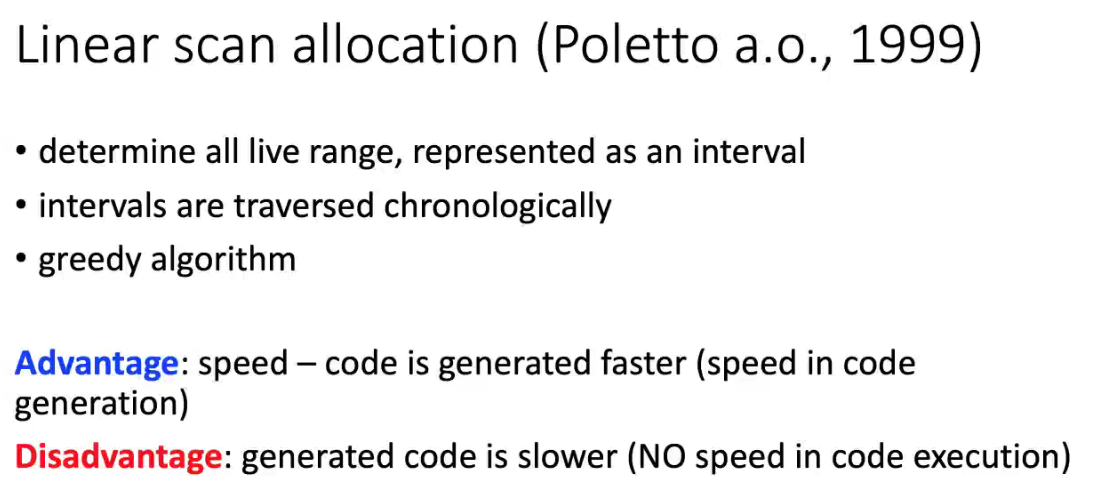 Linear scan allocation (Poletto a.o., 1999)
• determine all live range, represented as an interval
• intervals are traversed chronologically
• greedy algorithm
Advantage: speed – code is generated faster (speed in code
generation)
Disadvantage: generated code is slower (NO speed in code execution)